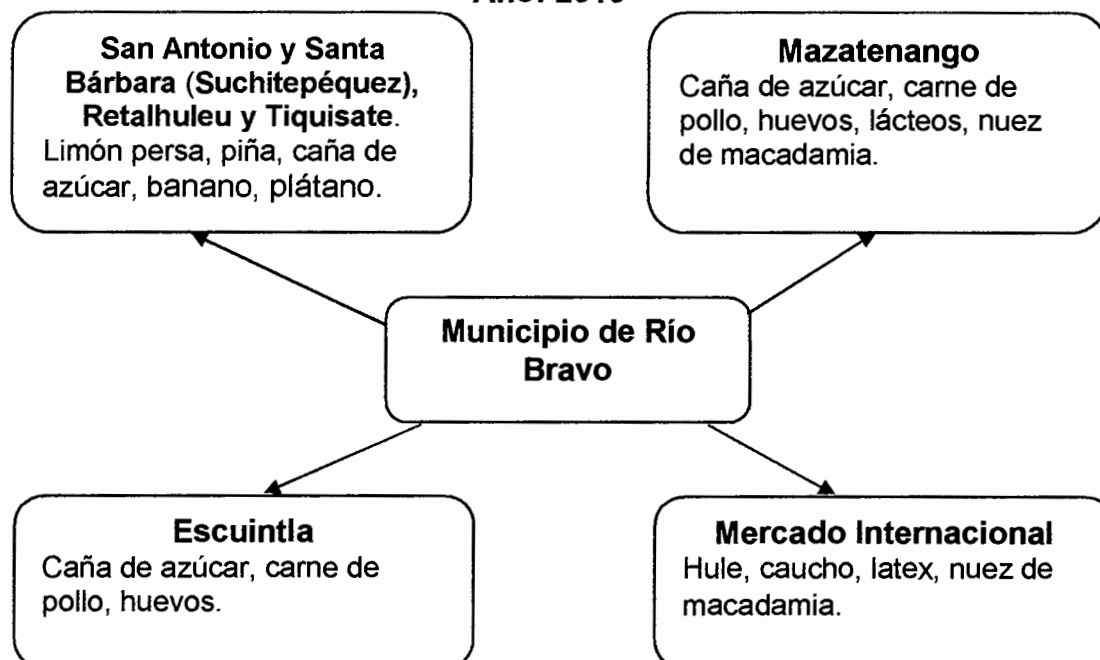 San Antonio y Santa
Bárbara (Suchitepéquez),
Retalhuleu y Tiquisate.
Limón persa, piña, caña de
azúcar, banano, plátano.
Mazatenango
Caña de azúcar, carne de
pollo, huevos, lácteos, nuez
de macadamia.
Municipio de Río
Bravo
Escuintla
Caña de azúcar, carne de
pollo, huevos.
Mercado Internacional
Hule, caucho, latex, nuez de
macadamia.